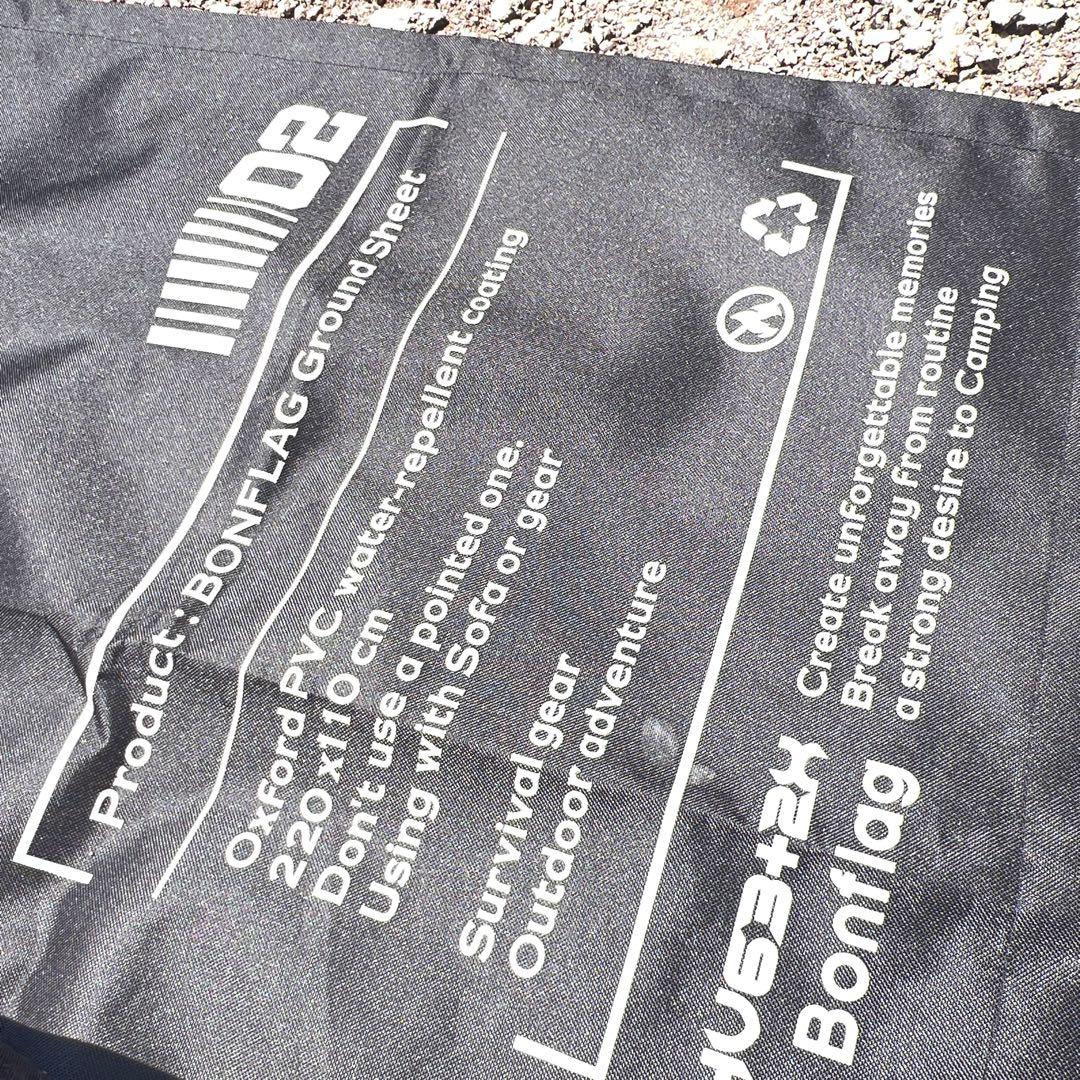 02
Product : BONFLAG Ground Sheet
Oxford PVC water-repellent coating
220 x110 cm
Don't use a pointed one.
Using with Sofa or gear
Survival gear
Outdoor adventure
Create unforgettable memories
Break away from routine
a strong desire to Camping
Bonflag